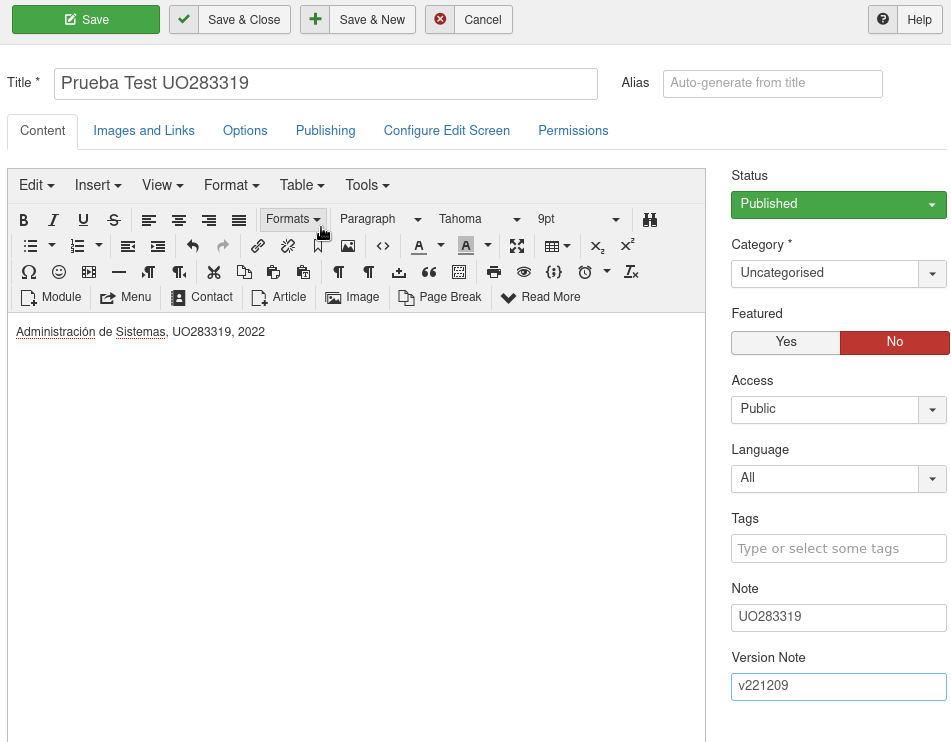 Save Save & Close Save & New Cancel Help
Title * Prueba Test UO283319 Alias Auto-generate from title
Content Images and Links Options Publishing Configure Edit Screen Permissions
Edit Insert View Format Table Tools
B I U S Formats Paragraph Tahoma 9pt
A A X₂ X²
Module Menu Contact Article Image Page Break Read More
Administración de Sistemas, UO283319, 2022
Status
Published
Category *
Uncategorised
Featured
Yes No
Access
Public
Language
All
Tags
Type or select some tags
Note
UO283319
Version Note
v221209